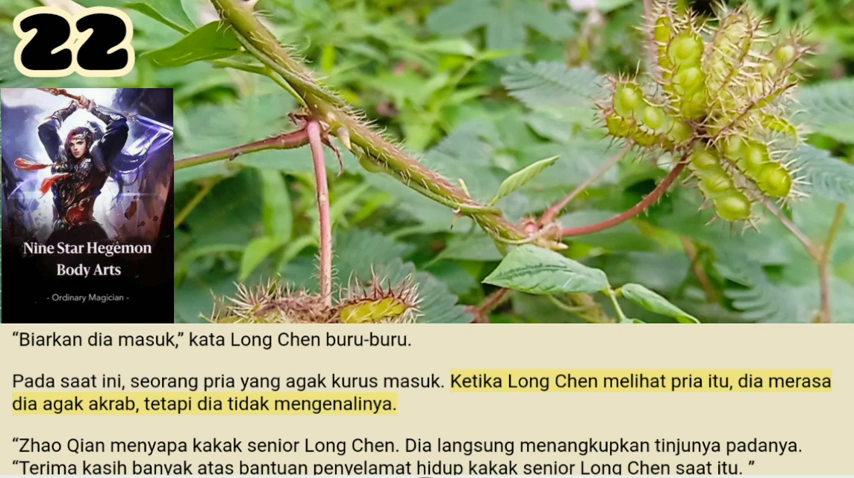 22
Nine Star Hegemon
Body Arts
- Ordinary Magician -
“Biarkan dia masuk,” kata Long Chen buru-buru.
Pada saat ini, seorang pria yang agak kurus masuk. Ketika Long Chen melihat pria itu, dia merasa
dia agak akrab, tetapi dia tidak mengenalinya.
“Zhao Qian menyapa kakak senior Long Chen. Dia langsung menangkupkan tinjunya padanya.
“Terima kasih banyak atas bantuan penyelamat hidup kakak senior Long Chen saat itu. ”